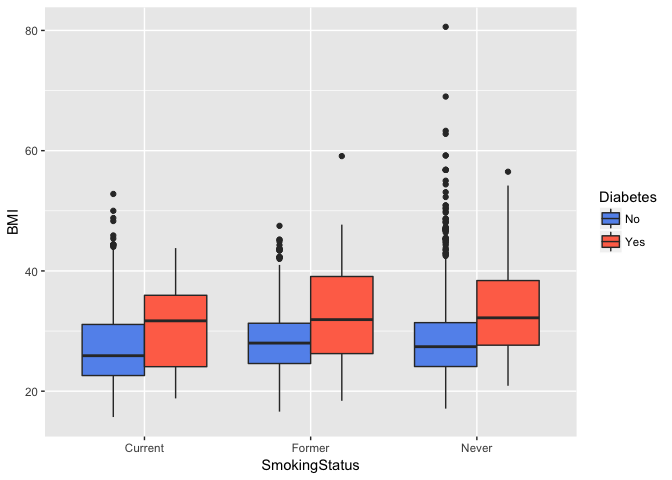 80
60
40
20
BMI
Current Former Never
SmokingStatus
Diabetes
No
Yes